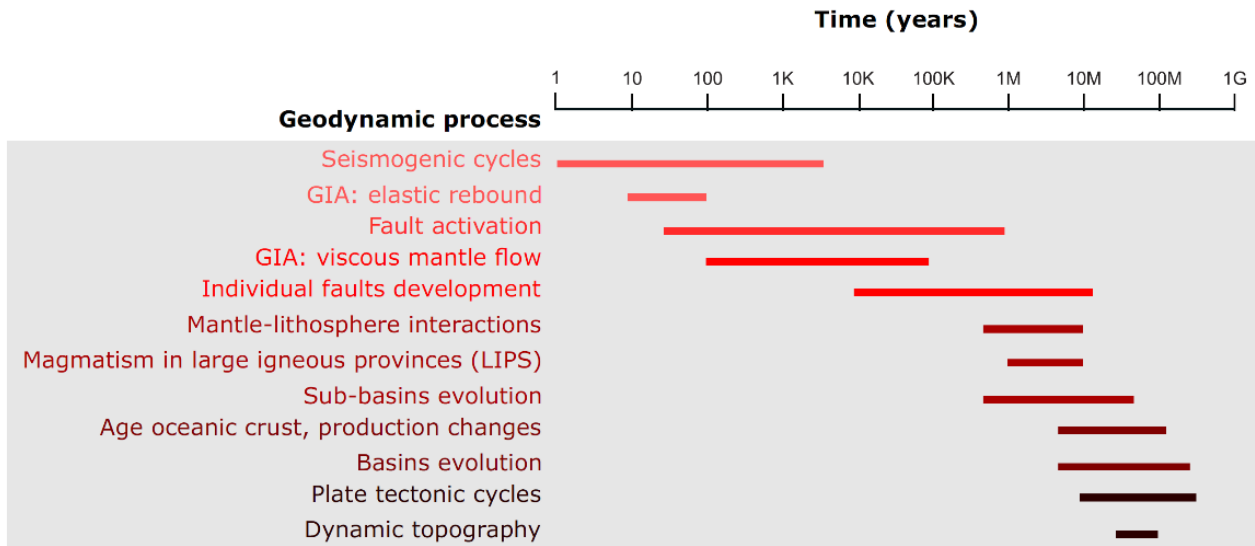 Time (years)
1 10 100 1K 10K 100K 1M 10M 100M 1G
Geodynamic process
Seismogenic cycles
GIA: elastic rebound
Fault activation
GIA: viscous mantle flow
Individual faults development
Mantle-lithosphere interactions
Magmatism in large igneous provinces (LIPS)
Sub-basins evolution
Age oceanic crust, production changes
Basins evolution
Plate tectonic cycles
Dynamic topography